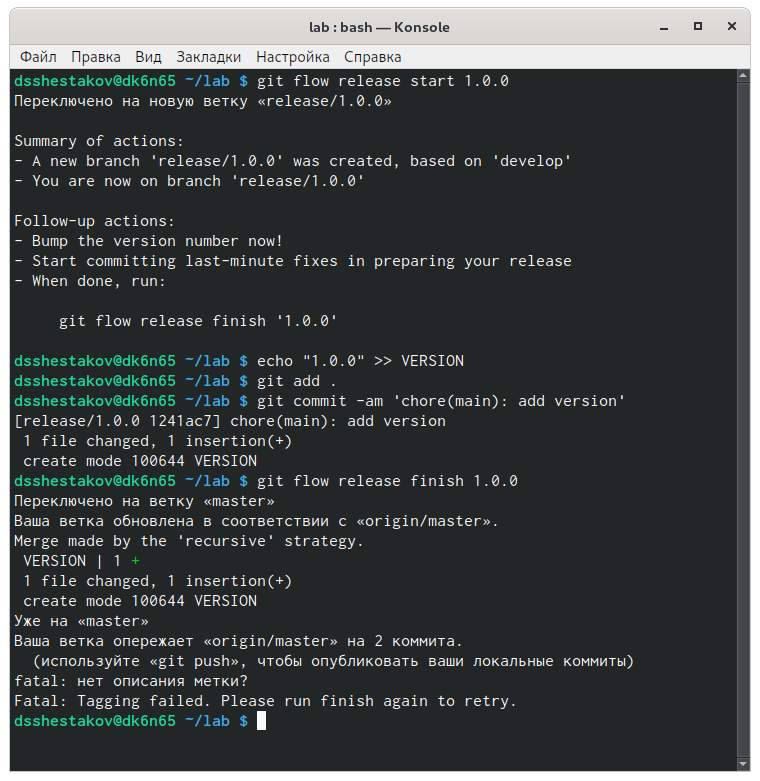 lab : bash — Konsole
Файл Правка Вид Закладки Настройка Справка
dsshestakov@dk6n65 ~/lab $ git flow release start 1.0.0
Переключено на новую ветку «release/1.0.0»
Summary of actions:
- A new branch 'release/1.0.0' was created, based on 'develop'
- You are now on branch 'release/1.0.0'
Follow-up actions:
- Bump the version number now!
- Start committing last-minute fixes in preparing your release
- When done, run:
git flow release finish '1.0.0'
dsshestakov@dk6n65 ~/lab $ echo "1.0.0" >> VERSION
dsshestakov@dk6n65 ~/lab $ git add .
dsshestakov@dk6n65 ~/lab $ git commit -am 'chore(main): add version'
[release/1.0.0 1241ac7] chore(main): add version
1 file changed, 1 insertion(+)
create mode 100644 VERSION
dsshestakov@dk6n65 ~/lab $ git flow release finish 1.0.0
Переключено на ветку «master»
Ваша ветка обновлена в соответствии с «origin/master».
Merge made by the 'recursive' strategy.
VERSION | 1 +
1 file changed, 1 insertion(+)
create mode 100644 VERSION
Уже на «master»
Ваша ветка опережает «origin/master» на 2 коммита.
(используйте «git push», чтобы опубликовать ваши локальные коммиты)
fatal: нет описания метки?
Fatal: Tagging failed. Please run finish again to retry.
dsshestakov@dk6n65 ~/lab $